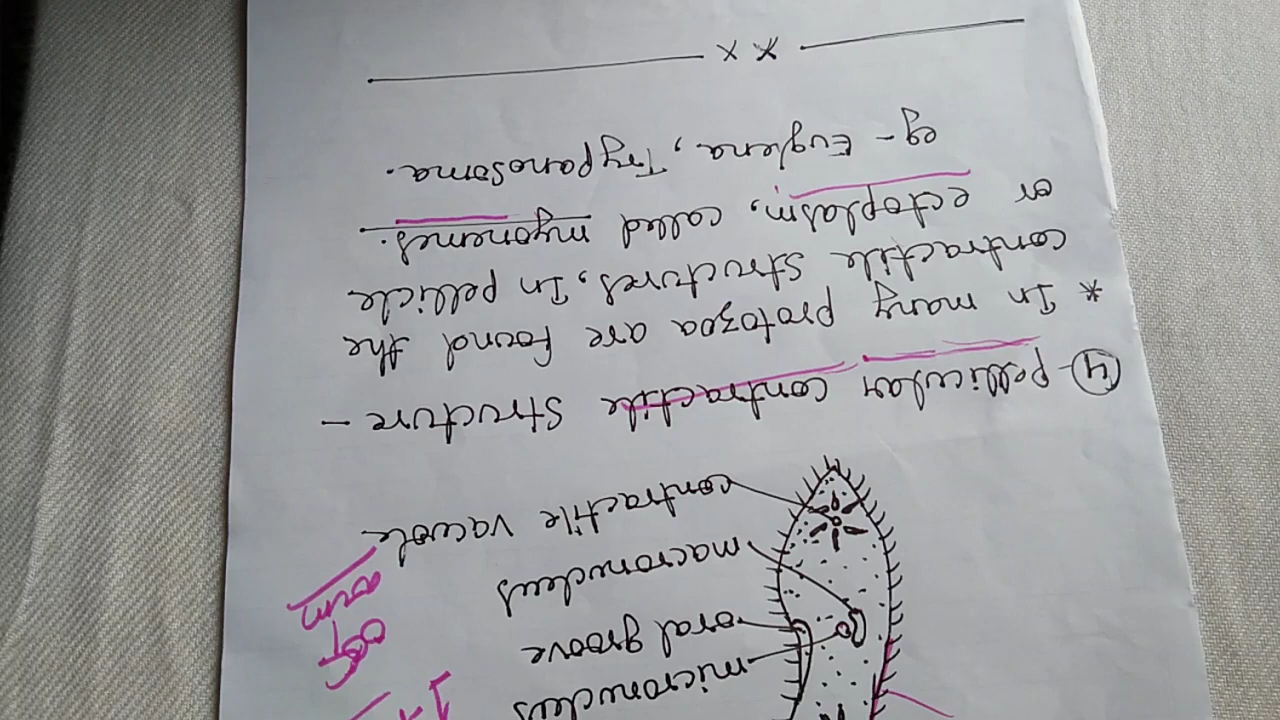 micronucleus
oral groove
macronucleus
contractile vacuole
(4)-pellicular contractile structure -
* In many protozoa are found the
contractile structures, In pellicle
or ectoplasm, called myonemes.
eg - Euglena, Trypanosoma.
x x